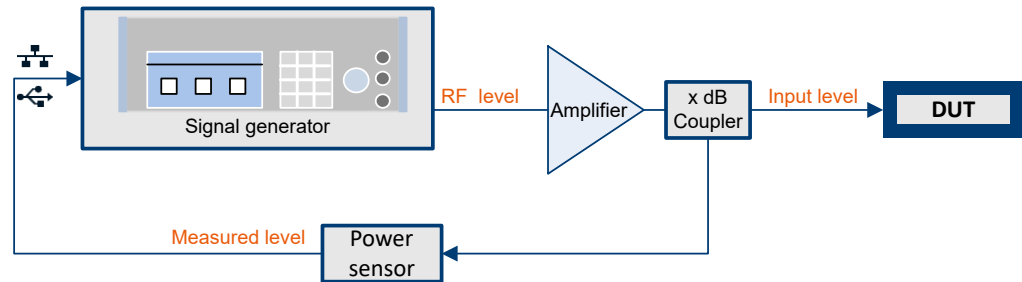 Signal generator
RF level
Amplifier
x dB
Coupler
Input level
DUT
Measured level
Power
sensor